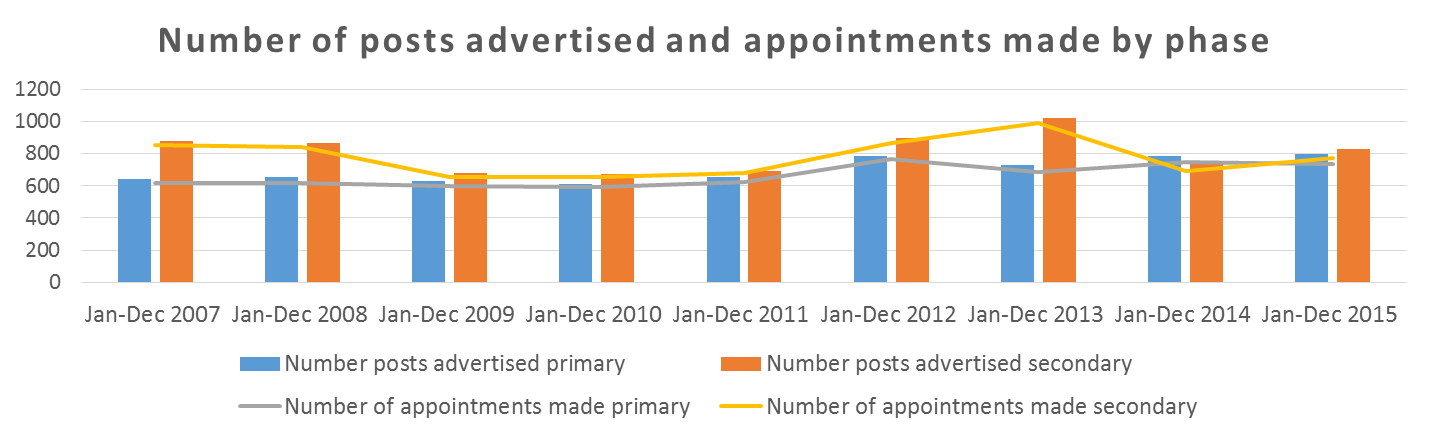 Number of posts advertised and appointments made by phase
1200
1000
800
600
400
200
0
Jan-Dec 2007 Jan-Dec 2008 Jan-Dec 2009 Jan-Dec 2010 Jan-Dec 2011 Jan-Dec 2012 Jan-Dec 2013 Jan-Dec 2014 Jan-Dec 2015
Number posts advertised primary Number posts advertised secondary
Number of appointments made primary Number of appointments made secondary